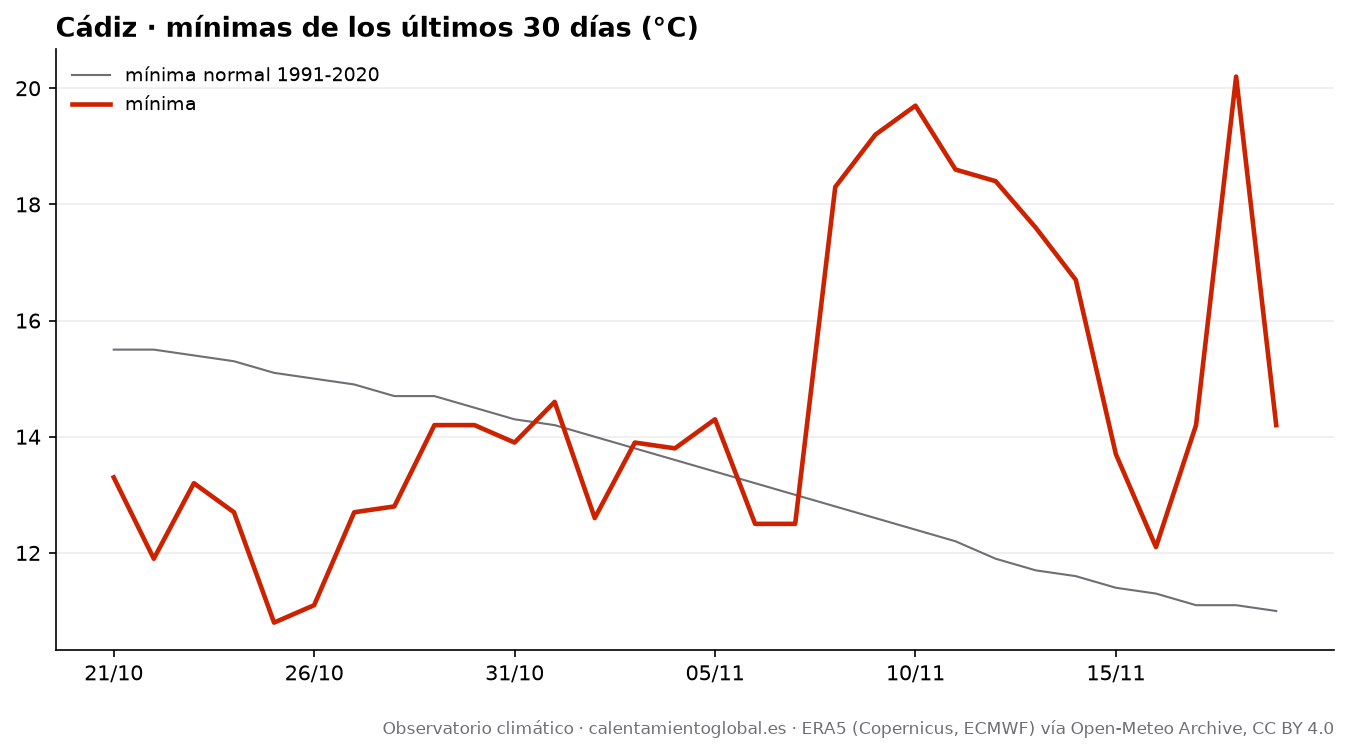 Cádiz · mínimas de los últimos 30 días (°C)
mínima normal 1991-2020
mínima
20
18
16
14
12
21/10
26/10
31/10
05/11
10/11
15/11
Observatorio climático · calentamientoglobal.es · ERA5 (Copernicus, ECMWF) vía Open-Meteo Archive, CC BY 4.0